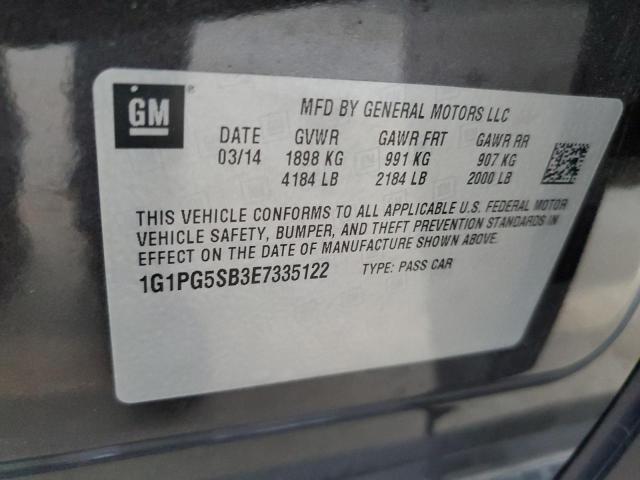 GM ®
MFD BY GENERAL MOTORS LLC
DATE GVWR GAWR FRT GAWR RR
03/14 1898 KG 991 KG 907 KG
4184 LB 2184 LB 2000 LB
THIS VEHICLE CONFORMS TO ALL APPLICABLE U.S. FEDERAL MOTOR
VEHICLE SAFETY, BUMPER, AND THEFT PREVENTION STANDARDS IN
EFFECT ON THE DATE OF MANUFACTURE SHOWN ABOVE.
1G1PG5SB3E7335122 TYPE: PASS CAR